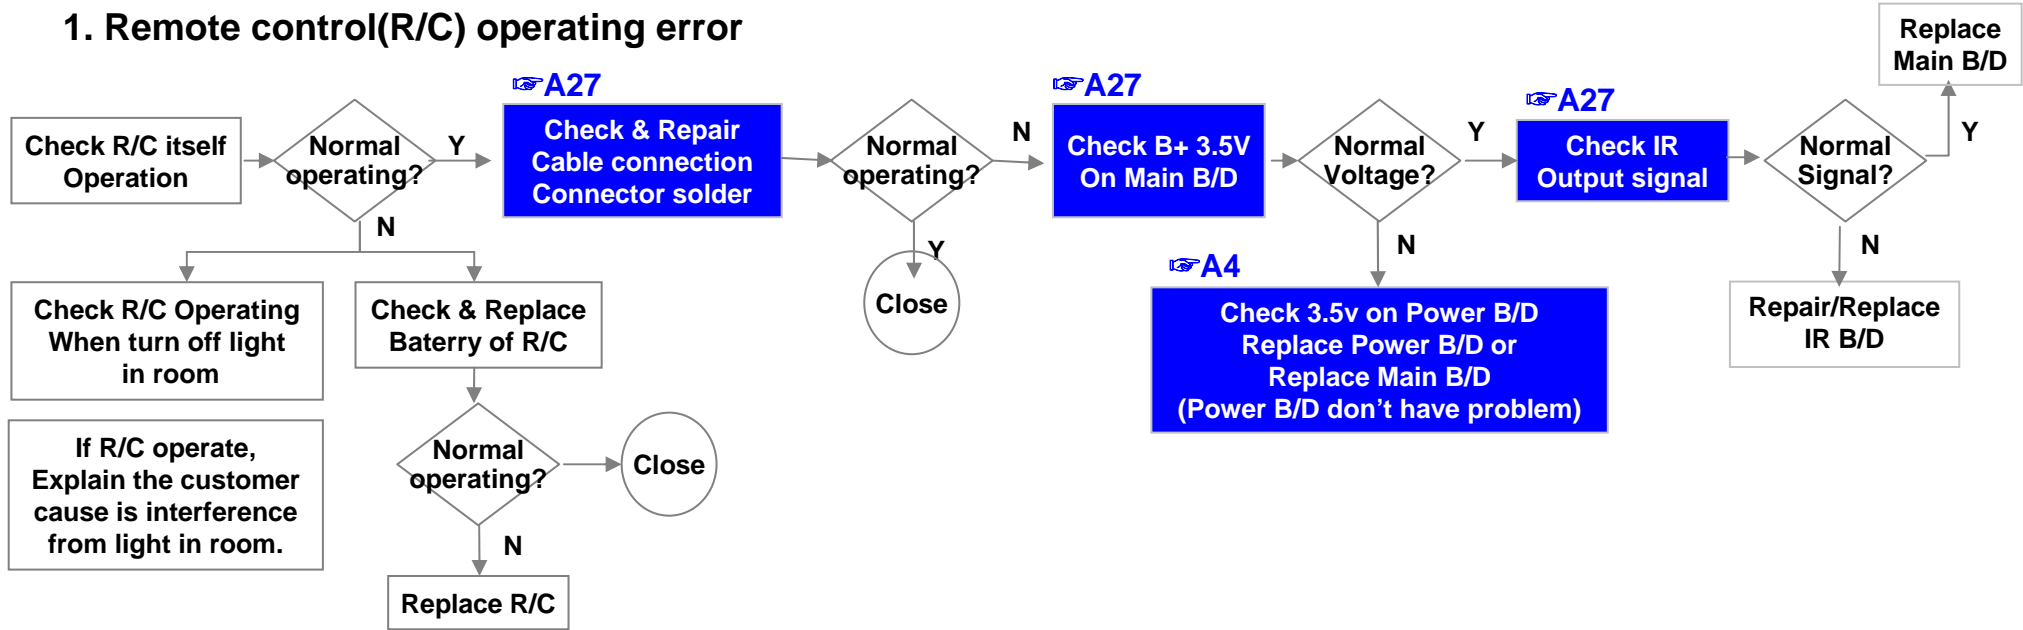 1. Remote control(R/C) operating error
☞A27
☞A27
☞A27
Replace
Main B/D
Check R/C itself
Operation
Normal
operating?
Y
Check & Repair
Cable connection
Connector solder
Normal
operating?
N
Check B+ 3.5V
On Main B/D
Normal
Voltage?
Y
Check IR
Output signal
Normal
Signal?
Y
N
Y
Close
N
N
☞A4
Check 3.5v on Power B/D
Replace Power B/D or
Replace Main B/D
(Power B/D don’t have problem)
Repair/Replace
IR B/D
Check R/C Operating
When turn off light
in room
Check & Replace
Baterry of R/C
If R/C operate,
Explain the customer
cause is interference
from light in room.
Normal
operating?
Close
N
Replace R/C